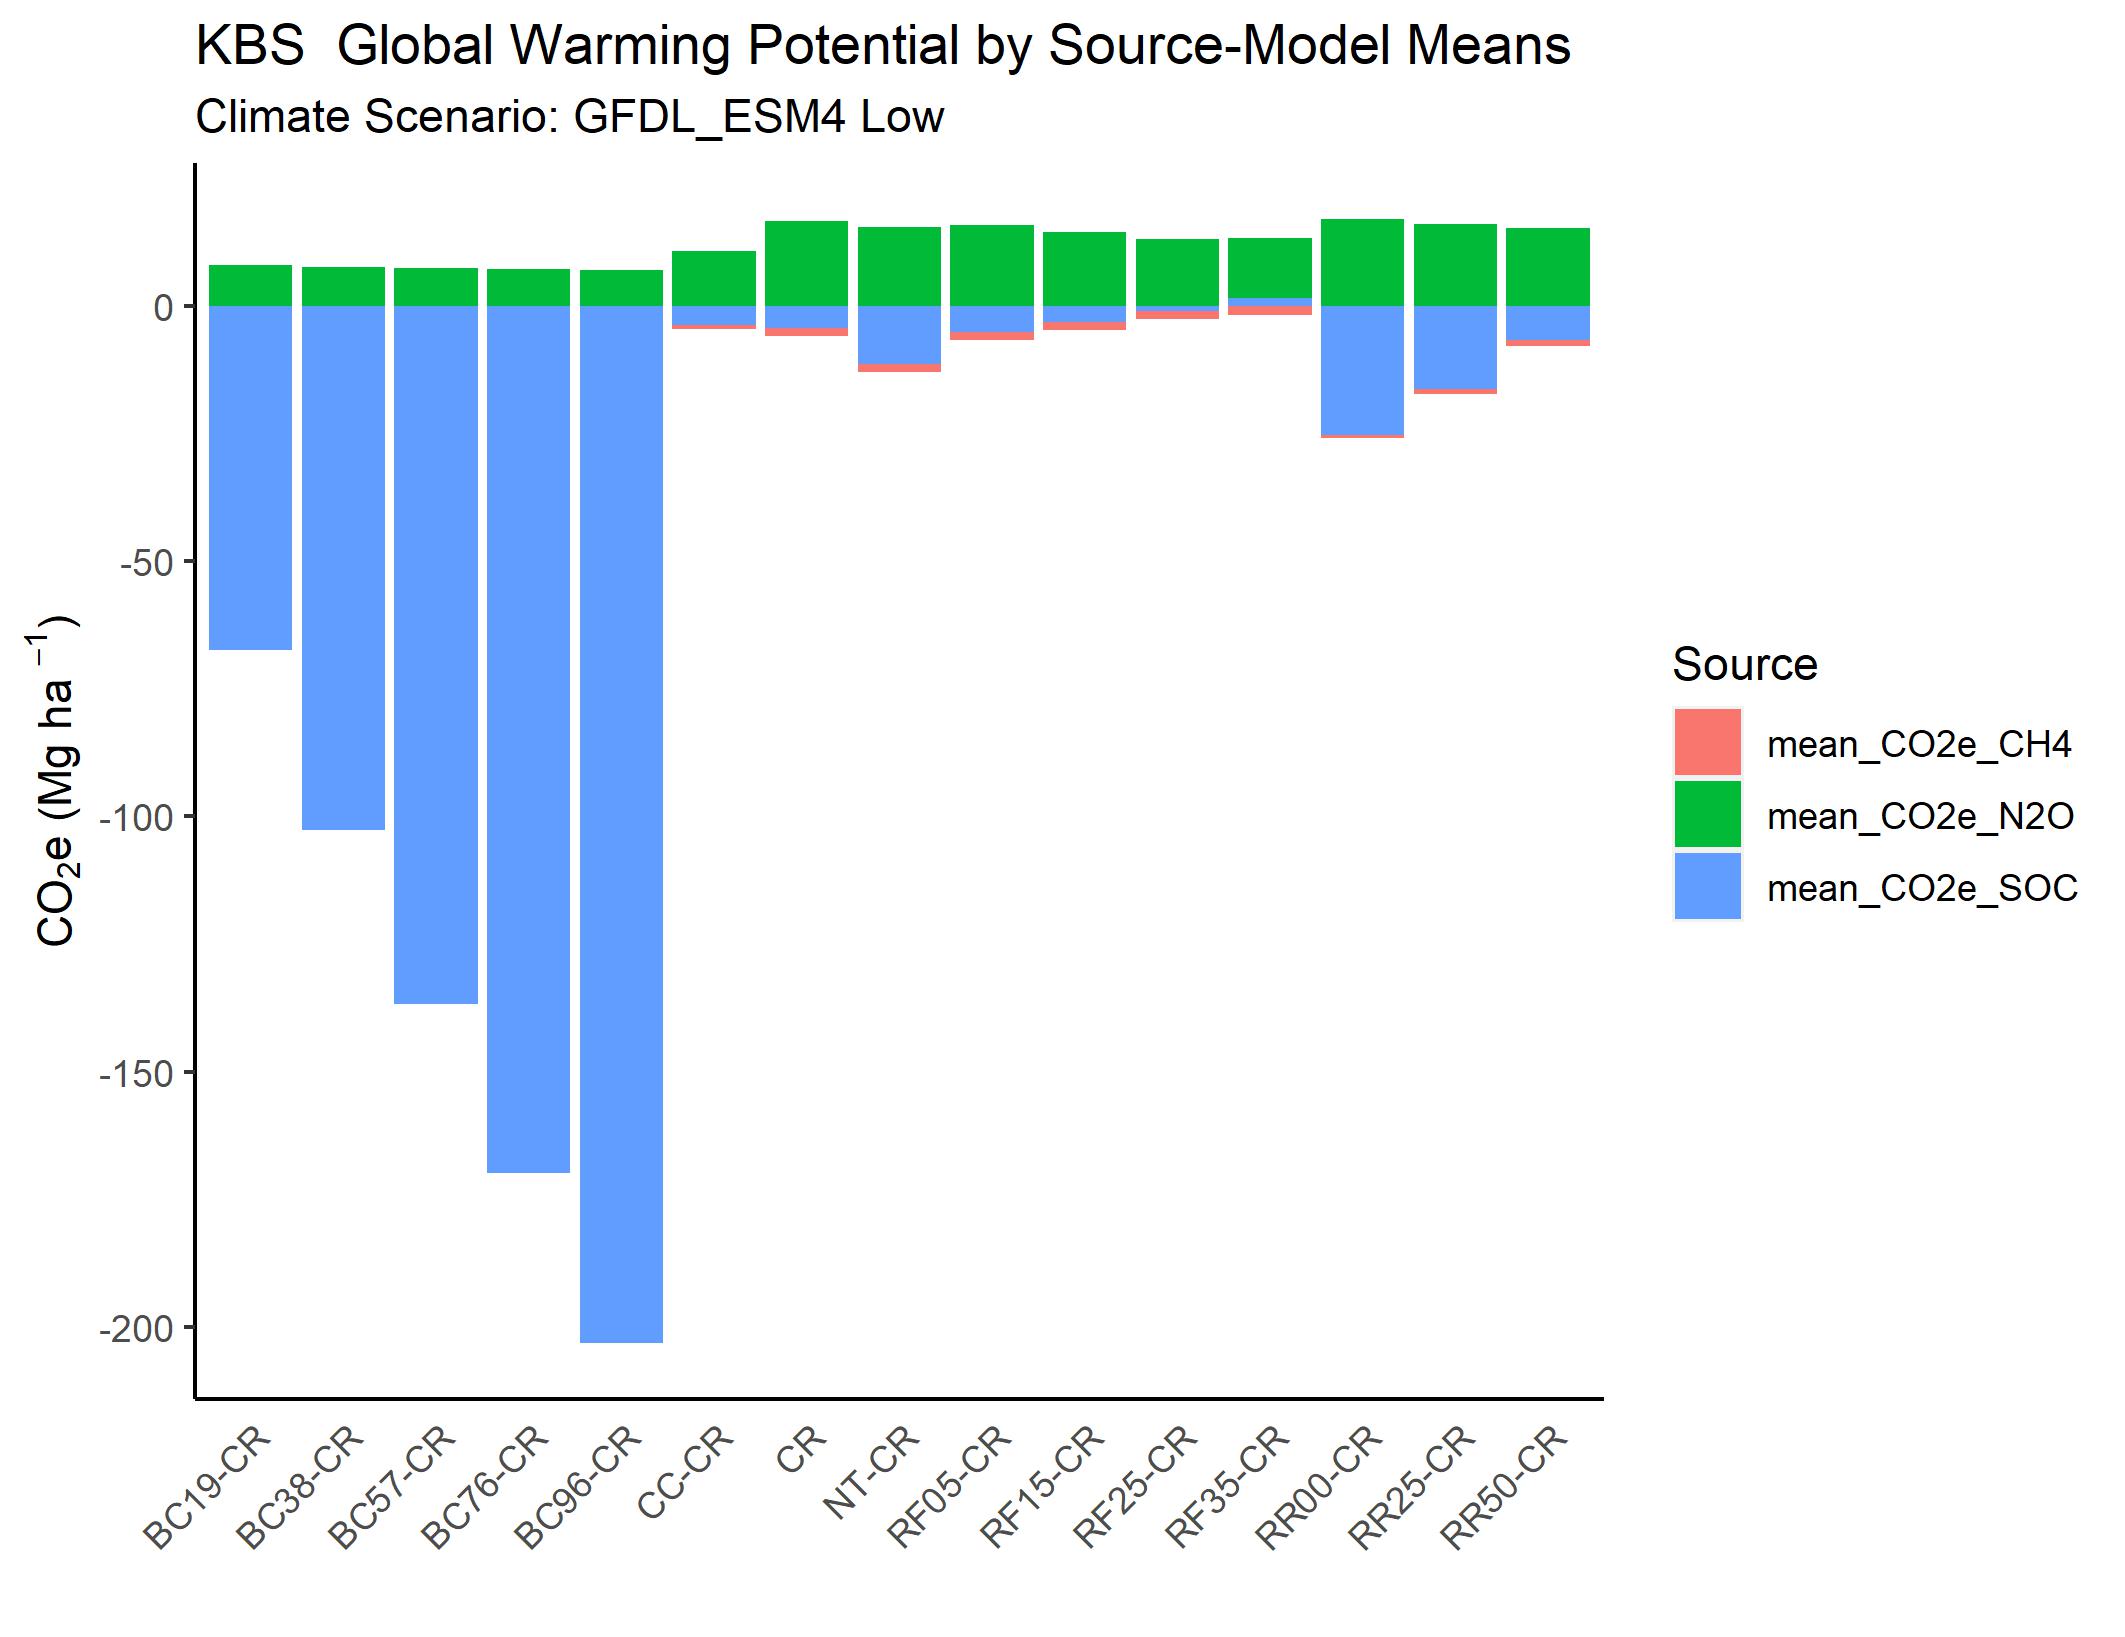 KBS  Global Warming Potential by Source-Model Means
Climate Scenario: GFDL_ESM4 Low
CO₂e (Mg ha ⁻¹)
0
-50
-100
-150
-200
BC19-CR
BC38-CR
BC57-CR
BC76-CR
BC96-CR
CC-CR
CR
NT-CR
RF05-CR
RF15-CR
RF25-CR
RF35-CR
RR00-CR
RR25-CR
RR50-CR
Source
mean_CO2e_CH4
mean_CO2e_N2O
mean_CO2e_SOC